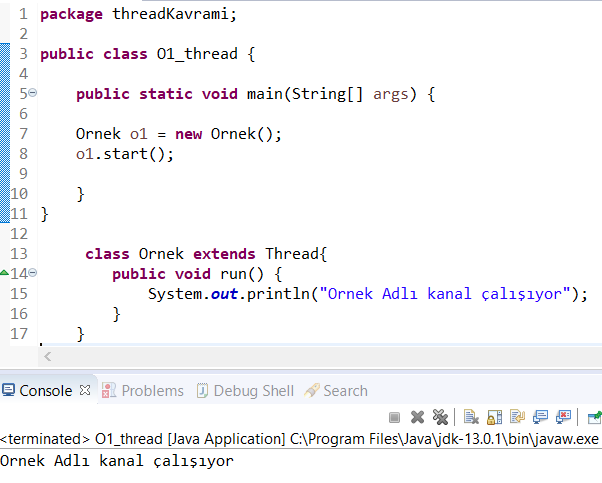 1 package threadKavrami;
2
3 public class O1_thread {
4
5 public static void main(String[] args) {
6
7 Ornek o1 = new Ornek();
8 o1.start();
9
10 }
11 }
12
13 class Ornek extends Thread{
14 public void run() {
15 System.out.println("Ornek Adlı kanal çalışıyor");
16 }
17 }
Console Problems Debug Shell Search
<terminated> O1_thread [Java Application] C:\Program Files\Java\jdk-13.0.1\bin\javaw.exe
Ornek Adlı kanal çalışıyor